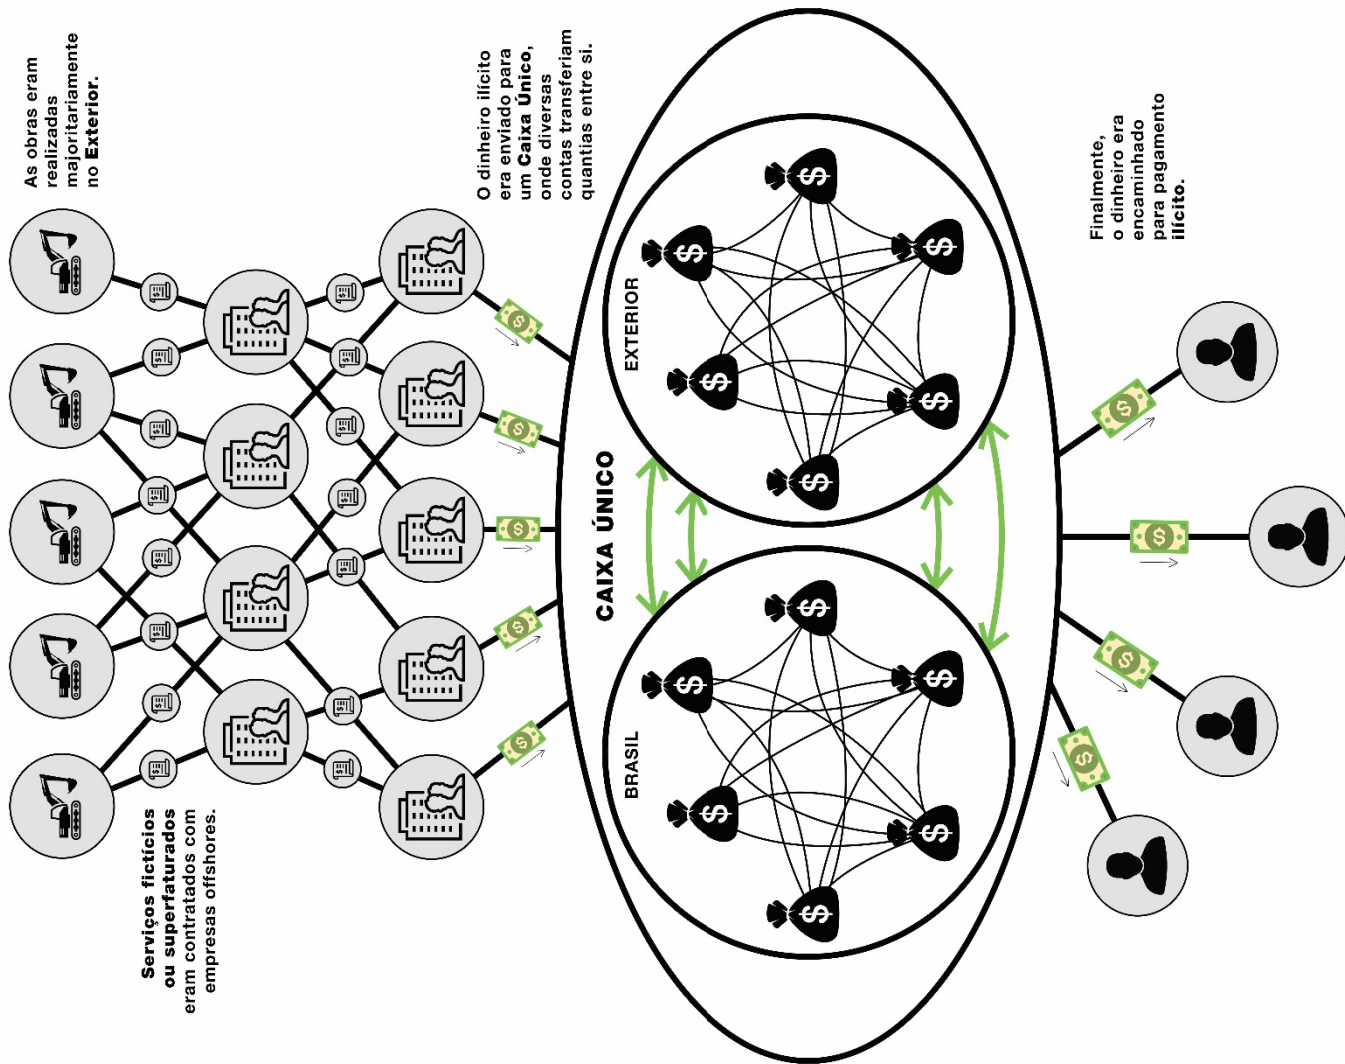 As obras eram
realizadas
majoritariamente
no Exterior.
Serviços fictícios
ou superfaturados
eram contratados com
empresas offshores.
O dinheiro ilícito
era enviado para
um Caixa Único,
onde diversas
contas transferiam
quantias entre si.
CAIXA ÚNICO
BRASIL
EXTERIOR
Finalmente,
o dinheiro era
encaminhado
para pagamento
ilícito.